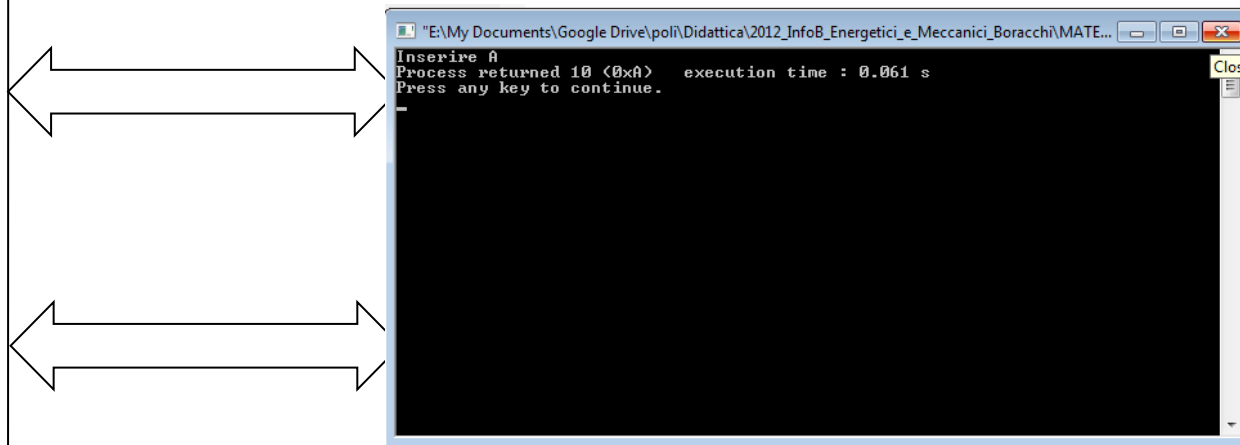 "E:\My Documents\Google Drive\poli\Didattica\2012_InfoB_Energetici_e_Meccanici_Boracchi\MATE...
Inserire A
Process returned 10 (0xA)   execution time : 0.061 s
Press any key to continue.
Clos